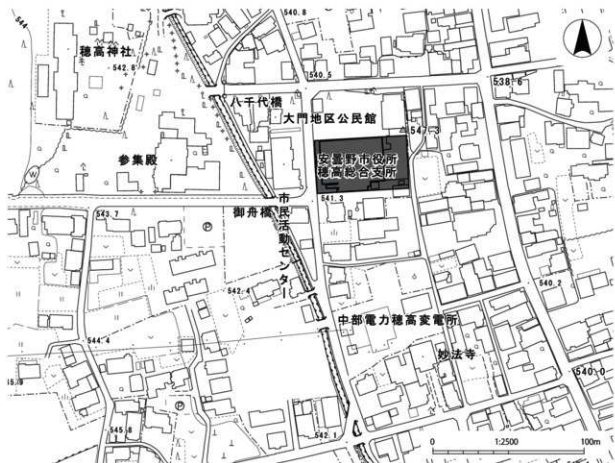 544
540.8
穂高神社
542.8
540.5
538.6
八千代橋
大門地区公民館
541.3
参集殿
安曇野市役所
穂高総合支所
W
541.3
543.7
御舟橋
市民活動センター
P
542.4
540.2
中部電力穂高変電所
544.4
妙法寺
540.0
P
545.8
542.1
0
1:2500
100m